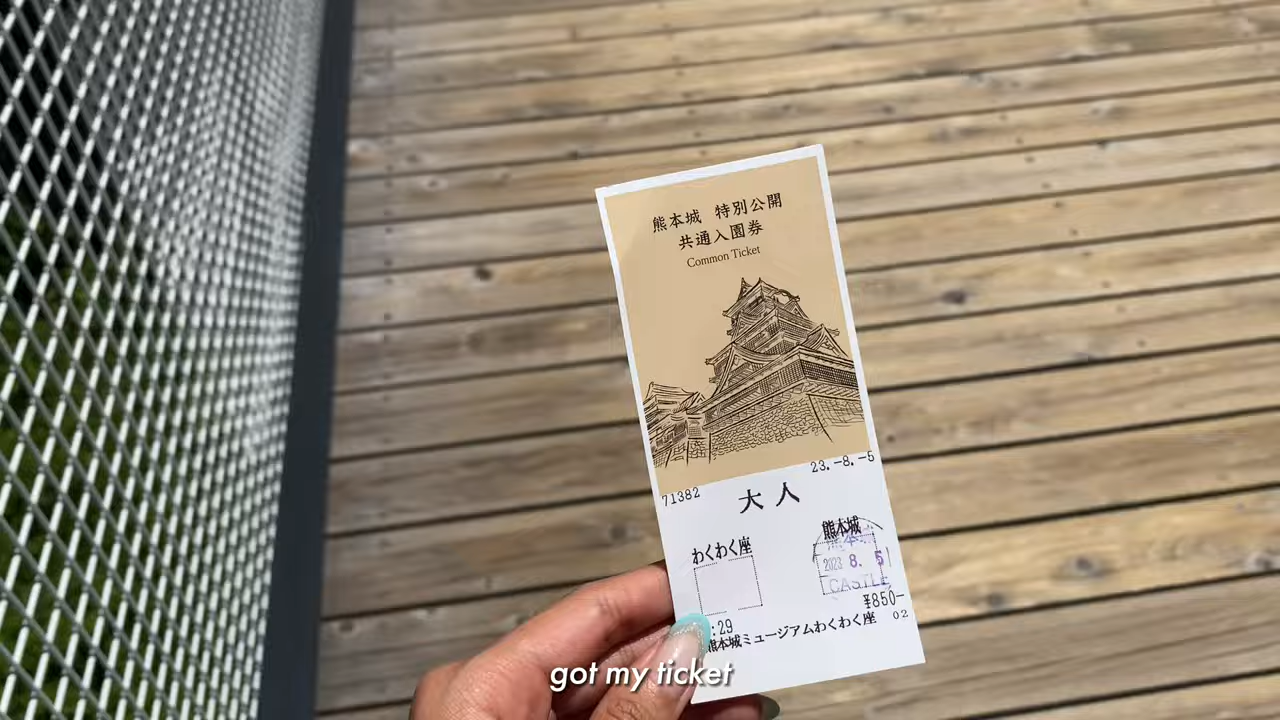 熊本城 特別公開
共通入園券
Common Ticket
23.-8.-5
71382
大人
わくわく座
熊本城
2023 8. 5
CASTLE
¥850-
:29
02
熊本城ミュージアムわくわく座
got my ticket